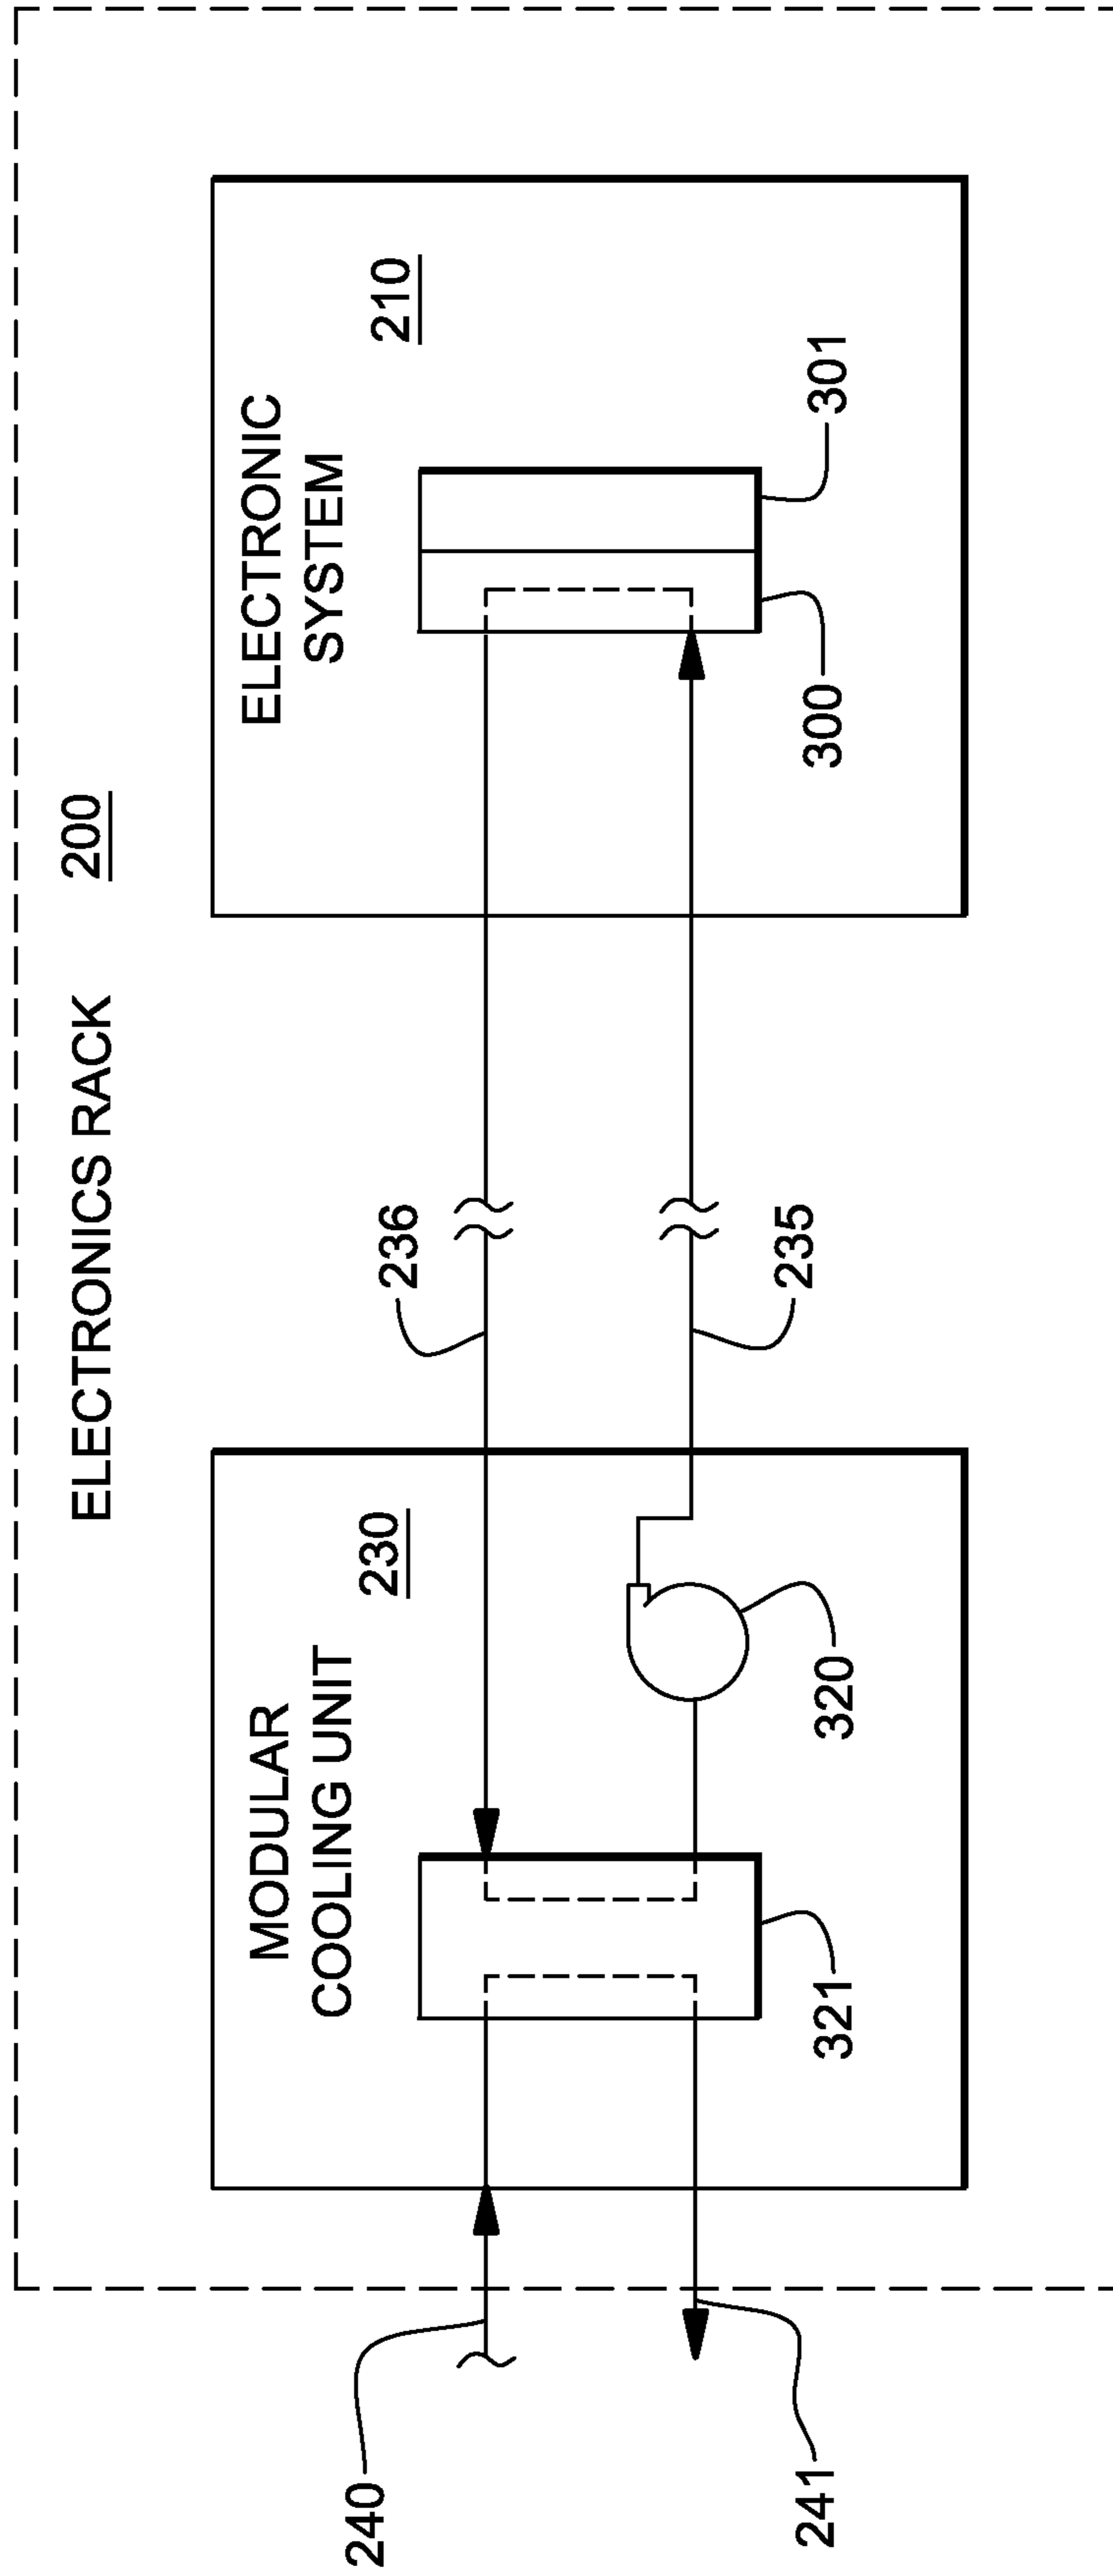 ELECTRONICS RACK 200
MODULAR
COOLING UNIT
230
ELECTRONIC
SYSTEM
210
240
241
236
235
321
320
300
301